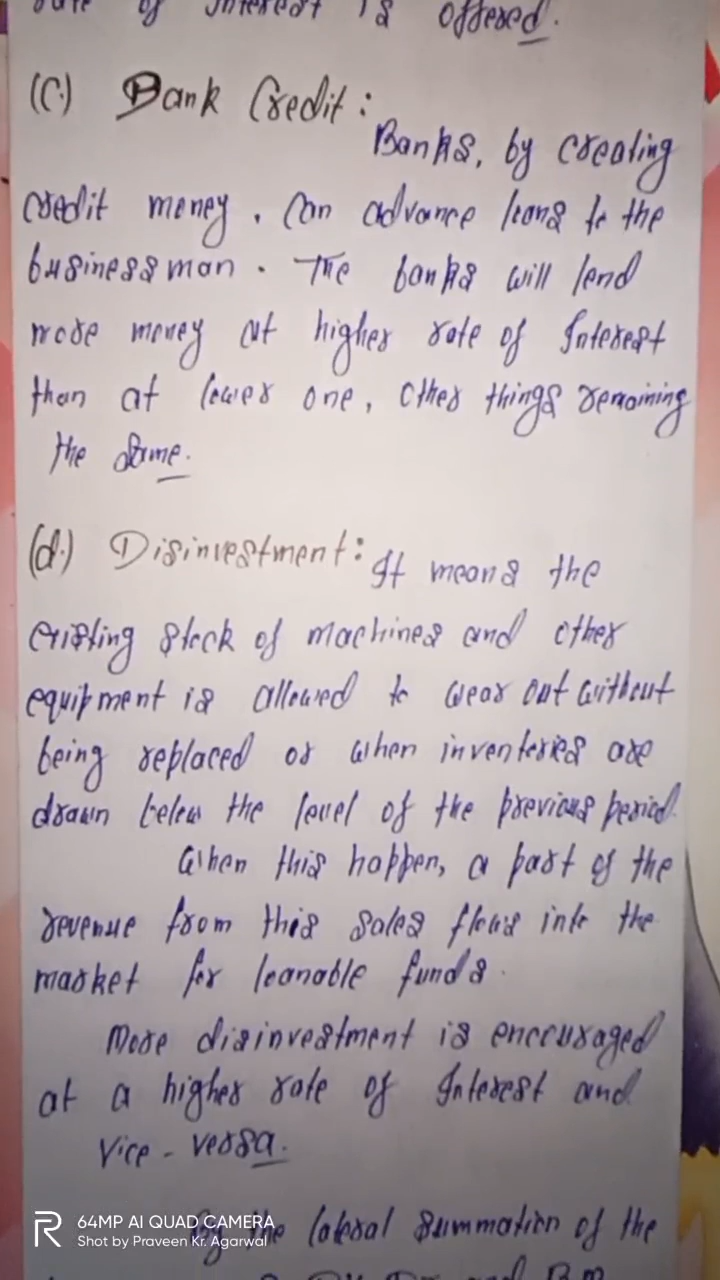 rate of Interest is offered.
(C.) Bank Credit :
Banks, by creating
credit money, can advance loans to the
businessman. The banks will lend
more money at higher rate of Interest
than at lower one, other things remaining
the same.
(d.) Disinvestment :
It means the
existing stock of machines and other
equipment is allowed to wear out without
being replaced or when inventories are
drawn below the level of the previous period.
When this happen, a part of the
revenue from this sales flows into the
market for loanable funds.
More disinvestment is encouraged
at a higher rate of Interest and
vice-versa.
By the lateral summation of the
64MP AI QUAD CAMERA
Shot by Praveen Kr. Agarwal